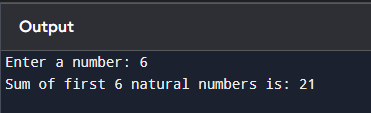 Output
Enter a number: 6
Sum of first 6 natural numbers is: 21